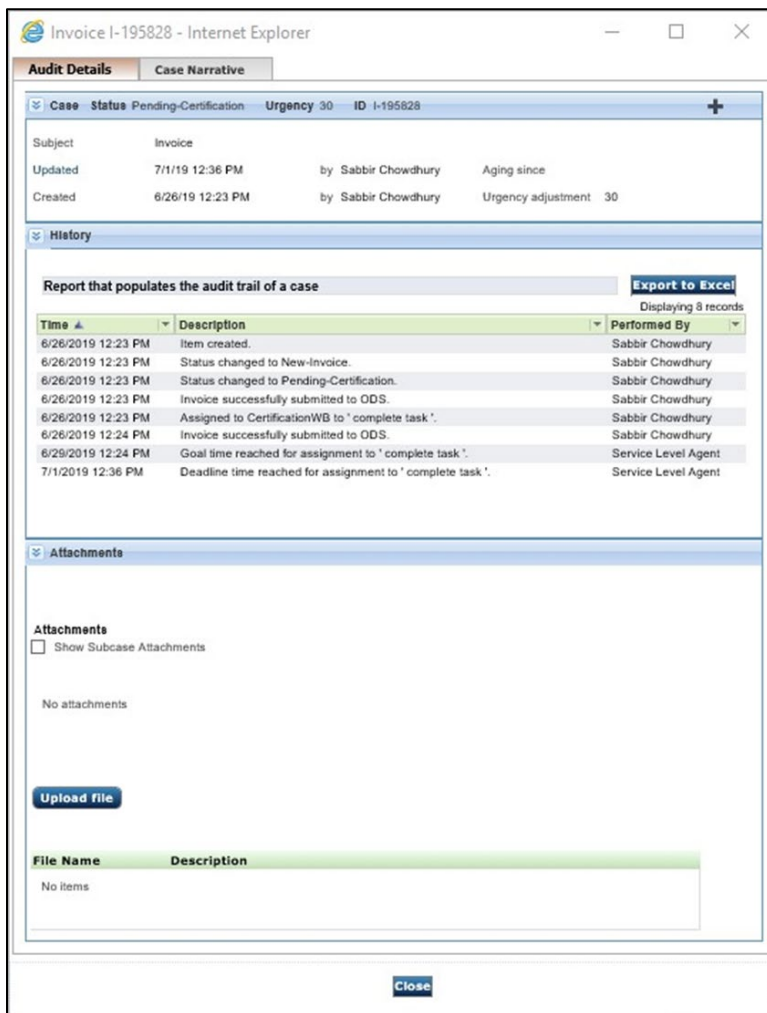 Invoice I-195828 - Internet Explorer
Audit Details Case Narrative
Case Status Pending-Certification Urgency 30 ID I-195828
Subject Invoice
Updated 7/1/19 12:36 PM by Sabbir Chowdhury Aging since
Created 6/26/19 12:23 PM by Sabbir Chowdhury Urgency adjustment 30
History
Report that populates the audit trail of a case Export to Excel
Displaying 8 records
Time Description Performed By
6/26/2019 12:23 PM Item created. Sabbir Chowdhury
6/26/2019 12:23 PM Status changed to New-Invoice. Sabbir Chowdhury
6/26/2019 12:23 PM Status changed to Pending-Certification. Sabbir Chowdhury
6/26/2019 12:23 PM Invoice successfully submitted to ODS. Sabbir Chowdhury
6/26/2019 12:23 PM Assigned to CertificationWB to ' complete task '. Sabbir Chowdhury
6/26/2019 12:24 PM Invoice successfully submitted to ODS. Sabbir Chowdhury
6/29/2019 12:24 PM Goal time reached for assignment to ' complete task '. Service Level Agent
7/1/2019 12:36 PM Deadline time reached for assignment to ' complete task '. Service Level Agent
Attachments
Attachments
Show Subcase Attachments
No attachments
Upload file
File Name Description
No items
Close